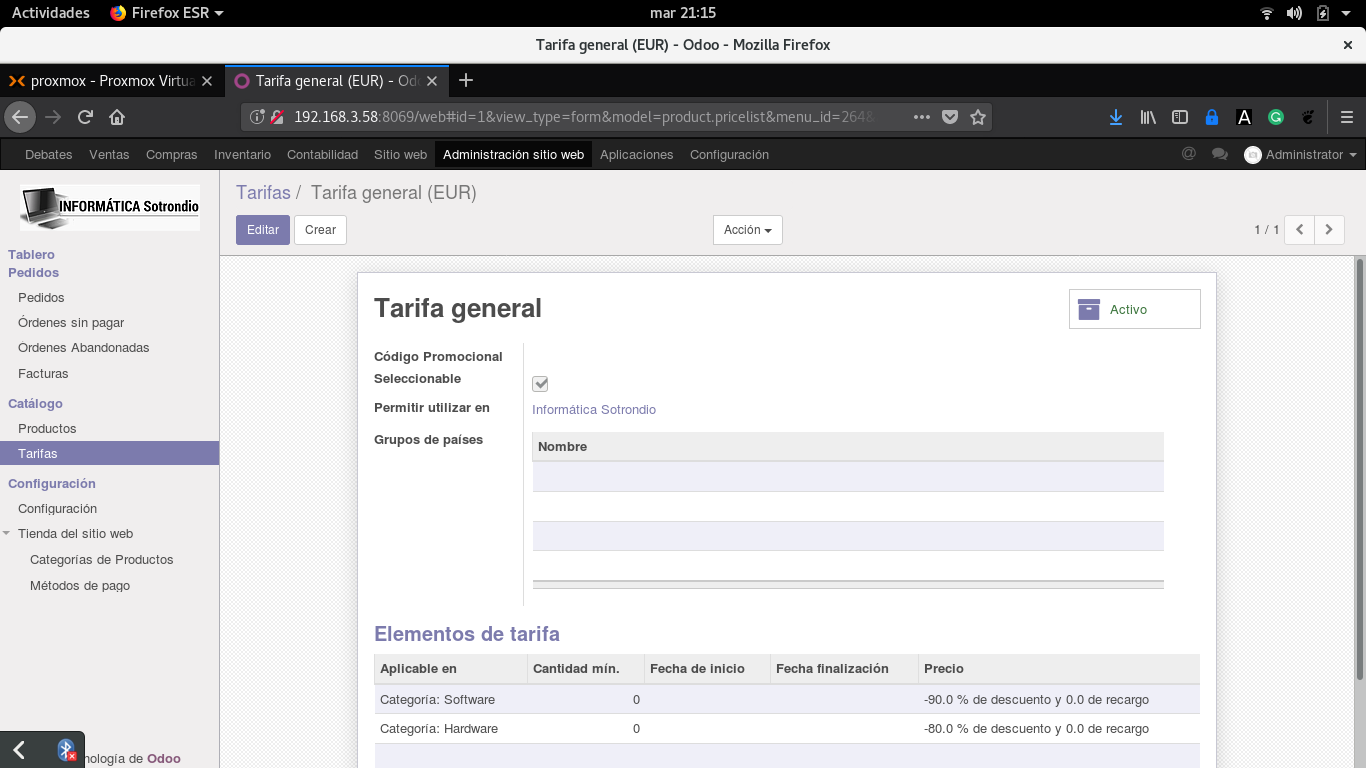 Actividades Firefox ESR mar 21:15
Tarifa general (EUR) - Odoo - Mozilla Firefox
proxmox - Proxmox Virtua Tarifa general (EUR) - Od
192.168.3.58:8069/web#id=1&view_type=form&model=product.pricelist&menu_id=264&
Debates Ventas Compras Inventario Contabilidad Sitio web Administración sitio web Aplicaciones Configuración @ Administrator
INFORMÁTICA Sotrondio
Tarifas / Tarifa general (EUR)
Editar Crear Acción 1 / 1
Tablero
Pedidos
Pedidos
Órdenes sin pagar
Ordenes Abandonadas
Facturas
Catálogo
Productos
Tarifas
Configuración
Configuración
Tienda del sitio web
Categorías de Productos
Métodos de pago
nología de Odoo
Tarifa general
Activo
Código Promocional
Seleccionable
Permitir utilizar en Informática Sotrondio
Grupos de países Nombre
Elementos de tarifa
Aplicable en Cantidad mín. Fecha de inicio Fecha finalización Precio
Categoría: Software 0 -90.0 % de descuento y 0.0 de recargo
Categoría: Hardware 0 -80.0 % de descuento y 0.0 de recargo